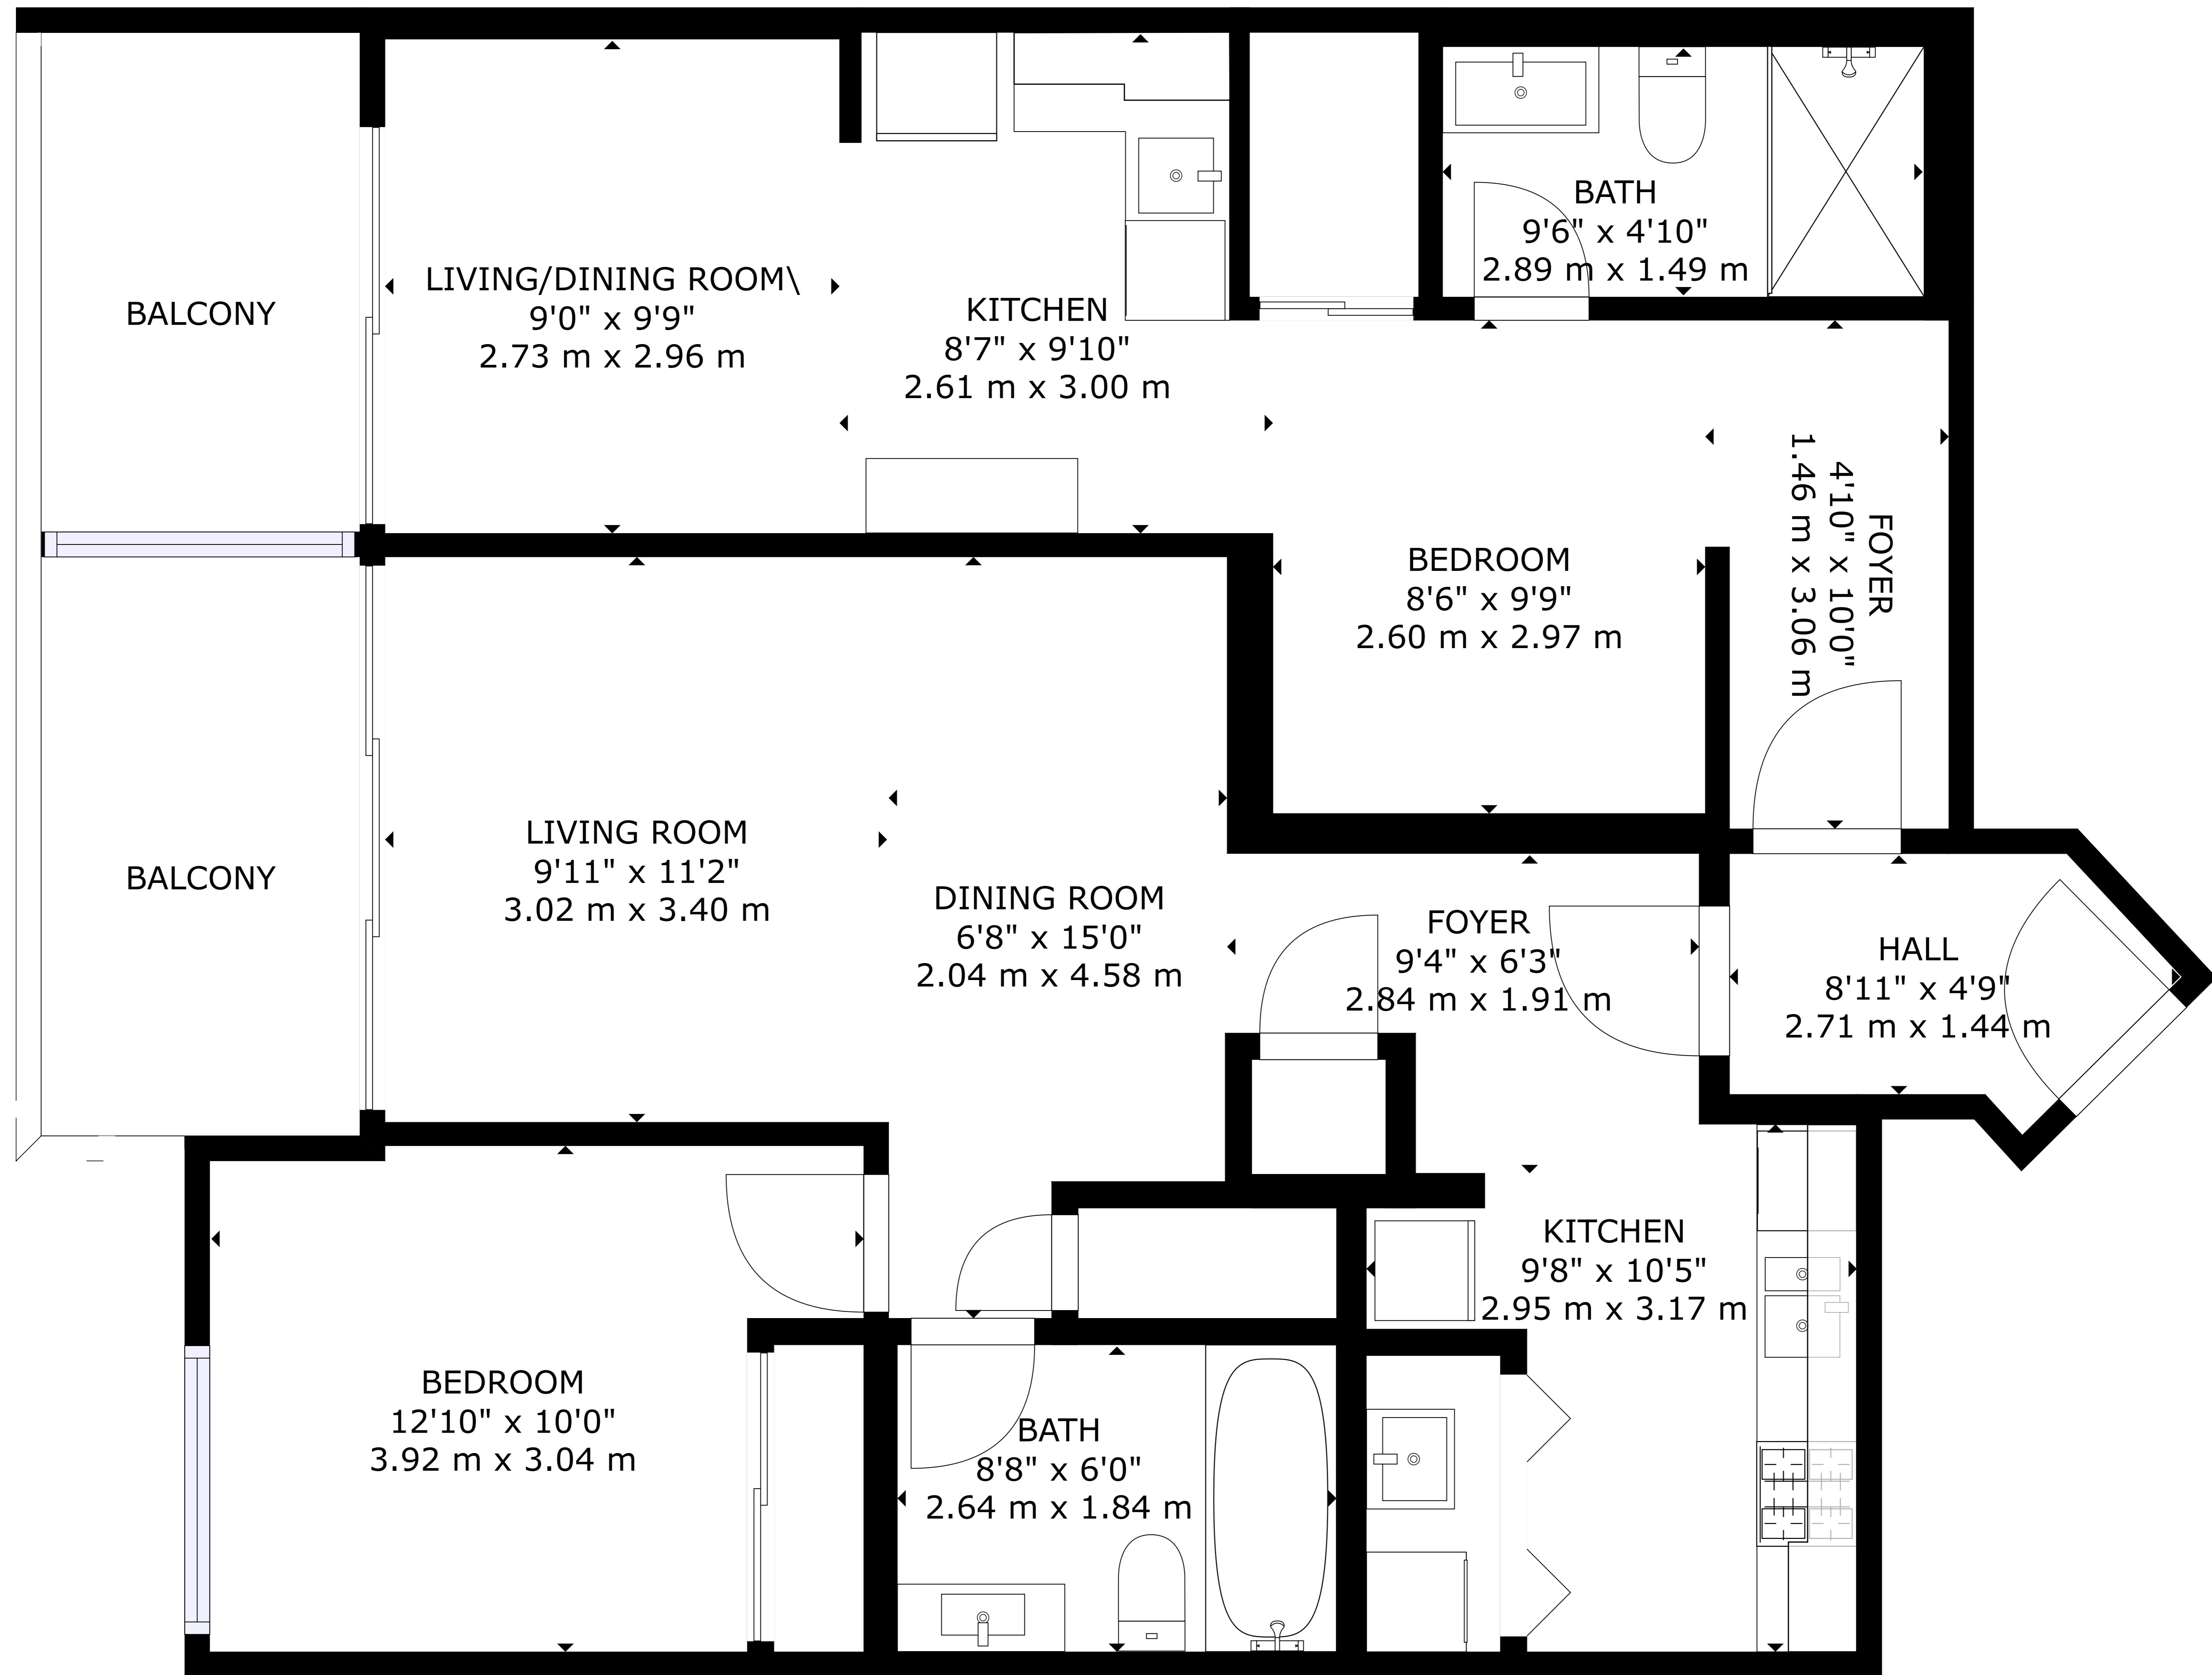 BATH
9'6" x 4'10"
2.89 m x 1.49 m
BALCONY
LIVING/DINING ROOM\
9'0" x 9'9"
2.73 m x 2.96 m
KITCHEN
8'7" x 9'10"
2.61 m x 3.00 m
FOYER
4'10" x 10'0"
1.46 m x 3.06 m
BEDROOM
8'6" x 9'9"
2.60 m x 2.97 m
BALCONY
LIVING ROOM
9'11" x 11'2"
3.02 m x 3.40 m
DINING ROOM
6'8" x 15'0"
2.04 m x 4.58 m
FOYER
9'4" x 6'3"
2.84 m x 1.91 m
HALL
8'11" x 4'9"
2.71 m x 1.44 m
KITCHEN
9'8" x 10'5"
2.95 m x 3.17 m
BEDROOM
12'10" x 10'0"
3.92 m x 3.04 m
BATH
8'8" x 6'0"
2.64 m x 1.84 m